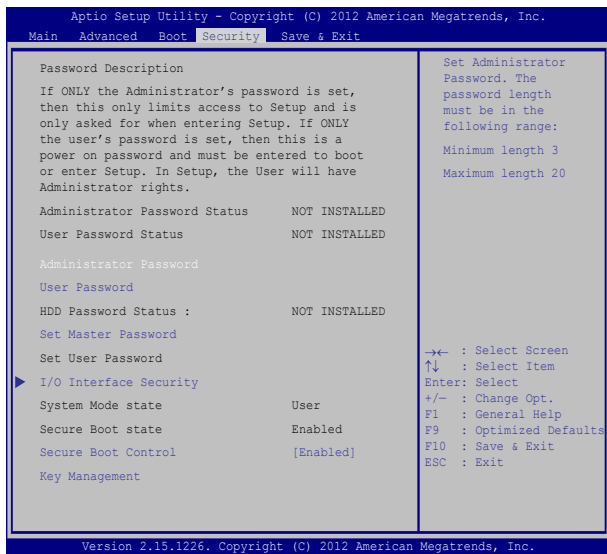 Aptio Setup Utility - Copyright (C) 2012 American Megatrends, Inc.
Main Advanced Boot Security Save & Exit
Password Description
If ONLY the Administrator's password is set,
then this only limits access to Setup and is
only asked for when entering Setup. If ONLY
the user's password is set, then this is a
power on password and must be entered to boot
or enter Setup. In Setup, the User will have
Administrator rights.
Administrator Password Status NOT INSTALLED
User Password Status NOT INSTALLED
Administrator Password
User Password
HDD Password Status : NOT INSTALLED
Set Master Password
Set User Password
I/O Interface Security
System Mode state User
Secure Boot state Enabled
Secure Boot Control [Enabled]
Key Management
Set Administrator
Password. The
password length
must be in the
following range:
Minimum length 3
Maximum length 20
→← : Select Screen
↑↓ : Select Item
Enter: Select
+/— : Change Opt.
F1 : General Help
F9 : Optimized Defaults
F10 : Save & Exit
ESC : Exit
Version 2.15.1226. Copyright (C) 2012 American Megatrends, Inc.